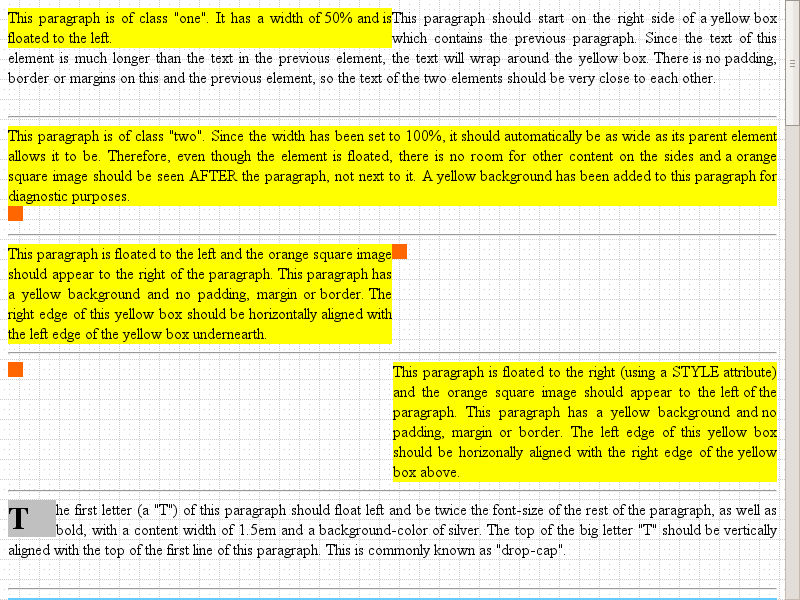 This paragraph is of class "one". It has a width of 50% and is
floated to the left.
This paragraph should start on the right side of a yellow box
which contains the previous paragraph. Since the text of this
element is much longer than the text in the previous element, the text will wrap around the yellow box. There is no padding,
border or margins on this and the previous element, so the text of the two elements should be very close to each other.
This paragraph is of class "two". Since the width has been set to 100%, it should automatically be as wide as its parent element
allows it to be. Therefore, even though the element is floated, there is no room for other content on the sides and a orange
square image should be seen AFTER the paragraph, not next to it. A yellow background has been added to this paragraph for
diagnostic purposes.
This paragraph is floated to the left and the orange square image
should appear to the right of the paragraph. This paragraph has
a yellow background and no padding, margin or border. The
right edge of this yellow box should be horizontally aligned with
the left edge of the yellow box undernearth.
This paragraph is floated to the right (using a STYLE attribute)
and the orange square image should appear to the left of the
paragraph. This paragraph has a yellow background and no
padding, margin or border. The left edge of this yellow box
should be horizonally aligned with the right edge of the yellow
box above.
The first letter (a "T") of this paragraph should float left and be twice the font-size of the rest of the paragraph, as well as
bold, with a content width of 1.5em and a background-color of silver. The top of the big letter "T" should be vertically
aligned with the top of the first line of this paragraph. This is commonly known as "drop-cap".